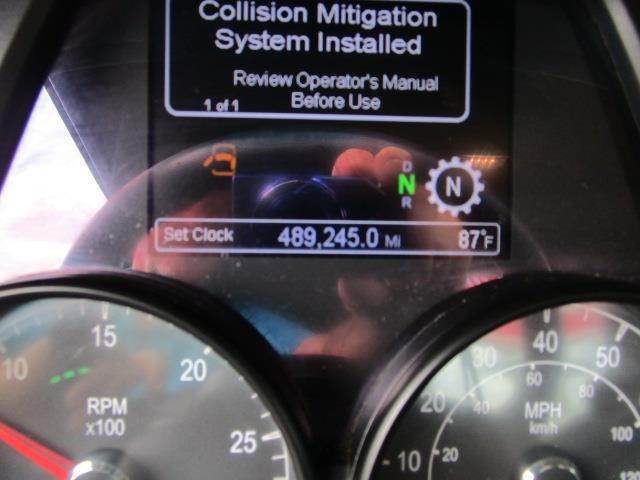 Collision Mitigation
System Installed
Review Operator's Manual
1 of 1 Before Use
D
N N
R
Set Clock 489,245.0 Mi 87°F
10 15 20 25
RPM
x100
10 20 30 40 50
20 40 60 80 100 120
MPH
km/h